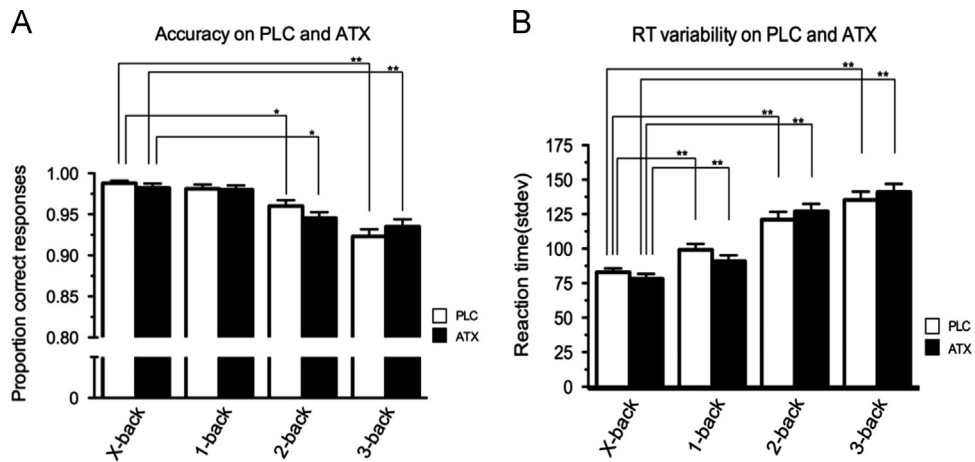 A
Accuracy on PLC and ATX
** **
* *
Proportion correct responses
1.00
0.95
0.90
0.85
0.80
0
PLC
ATX
X-back
1-back
2-back
3-back
B
RT variability on PLC and ATX
** **
** **
** **
Reaction time(stdev)
175
150
125
100
75
50
25
0
PLC
ATX
X-back
1-back
2-back
3-back